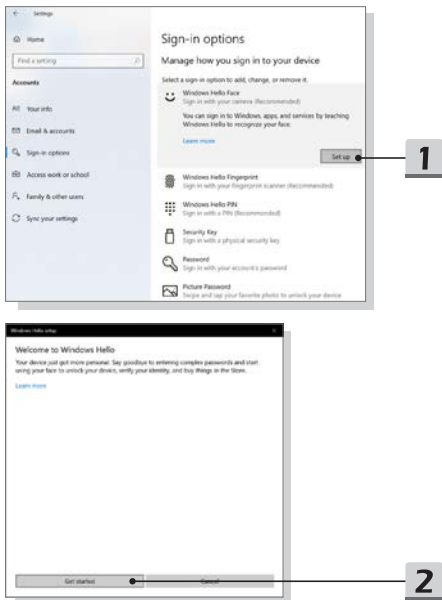 Settings
Home
Find a setting
Accounts
Your info
Email & accounts
Sign-in options
Access work or school
Family & other users
Sync your settings
Sign-in options
Manage how you sign in to your device
Select a sign-in option to add, change, or remove it.
Windows Hello Face
Sign in with your camera (Recommended)
You can sign in to Windows, apps, and services by teaching
Windows Hello to recognize your face.
Learn more
Set up
1
Windows Hello Fingerprint
Sign in with your fingerprint scanner (Recommended)
Windows Hello PIN
Sign in with a PIN (Recommended)
Security Key
Sign in with a physical security key
Password
Sign in with your account's password
Picture Password
Swipe and tap your favorite photo to unlock your device
Windows Hello setup
Welcome to Windows Hello
Your device just got more personal. Say goodbye to entering complex passwords and start
using your face to unlock your device, verify your identity, and buy things in the Store.
Learn more
Get started
Cancel
2